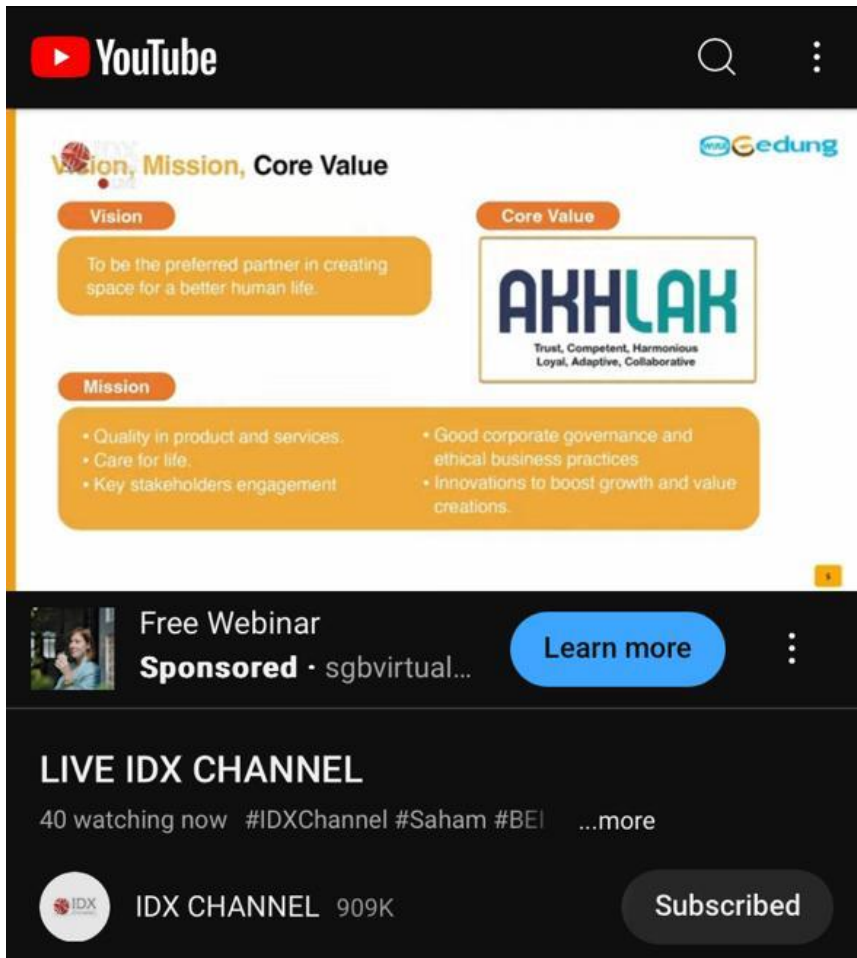 YouTube
Vision, Mission, Core Value
Gedung
Vision
To be the preferred partner in creating
space for a better human life.
Core Value
AKHLAK
Trust, Competent, Harmonious
Loyal, Adaptive, Collaborative
Mission
• Quality in product and services.
• Care for life.
• Key stakeholders engagement
• Good corporate governance and
ethical business practices
• Innovations to boost growth and value
creations.
5
Free Webinar
Sponsored · sgbvirtual...
Learn more
LIVE IDX CHANNEL
40 watching now #IDXChannel #Saham #BEI ...more
IDX
IDX CHANNEL 909K
Subscribed